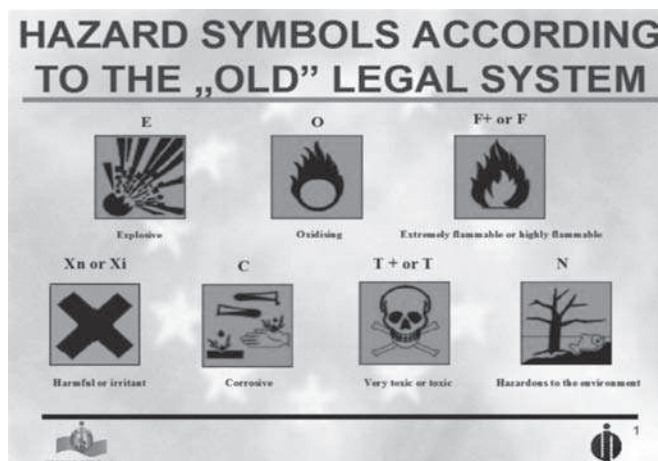 HAZARD SYMBOLS ACCORDING
TO THE „OLD” LEGAL SYSTEM
E
O
F+ or F
Explosive
Oxidising
Extremely flammable or highly flammable
Xn or Xi
C
T + or T
N
Harmful or irritant
Corrosive
Very toxic or toxic
Hazardous to the environment
1